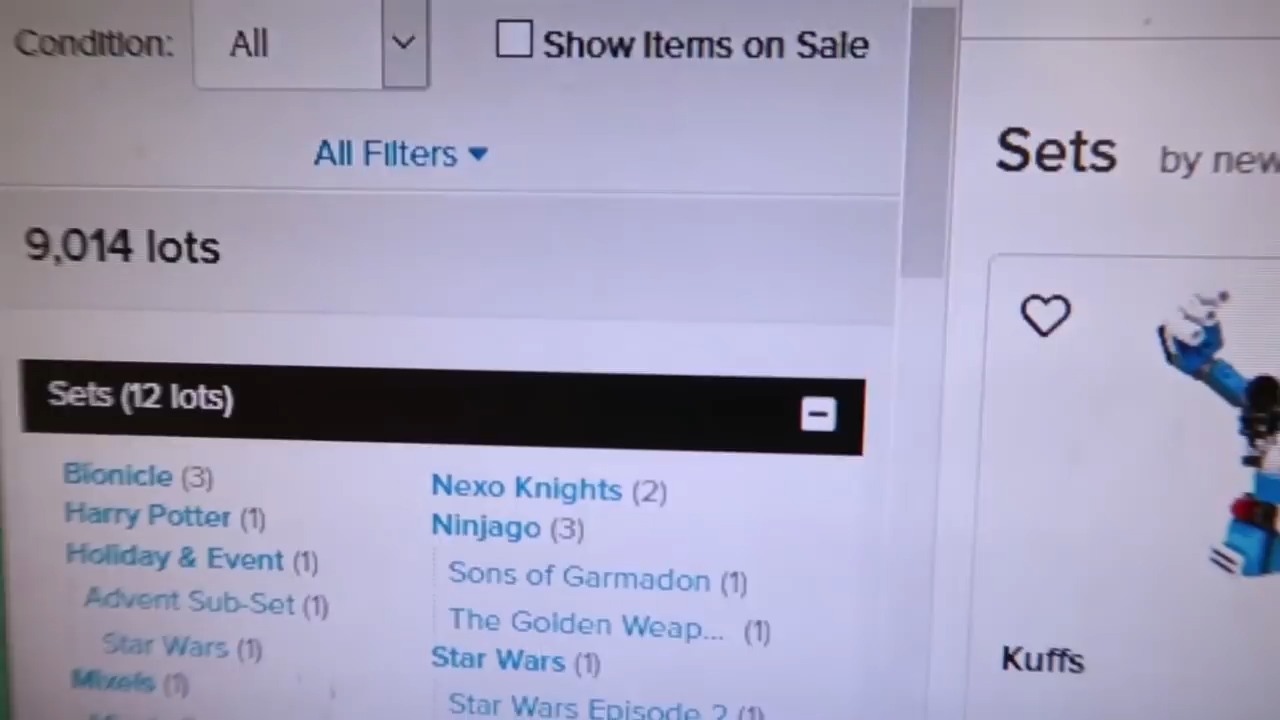 Condition: All
Show Items on Sale
All Filters
9,014 lots
Sets (12 lots)
Bionicle (3)
Harry Potter (1)
Holiday & Event (1)
Advent Sub-Set (1)
Star Wars (1)
Mixels (1)
Nexo Knights (2)
Ninjago (3)
Sons of Garmadon (1)
The Golden Weap... (1)
Star Wars (1)
Star Wars Episode 2 (1)
Sets by new
Kuffs